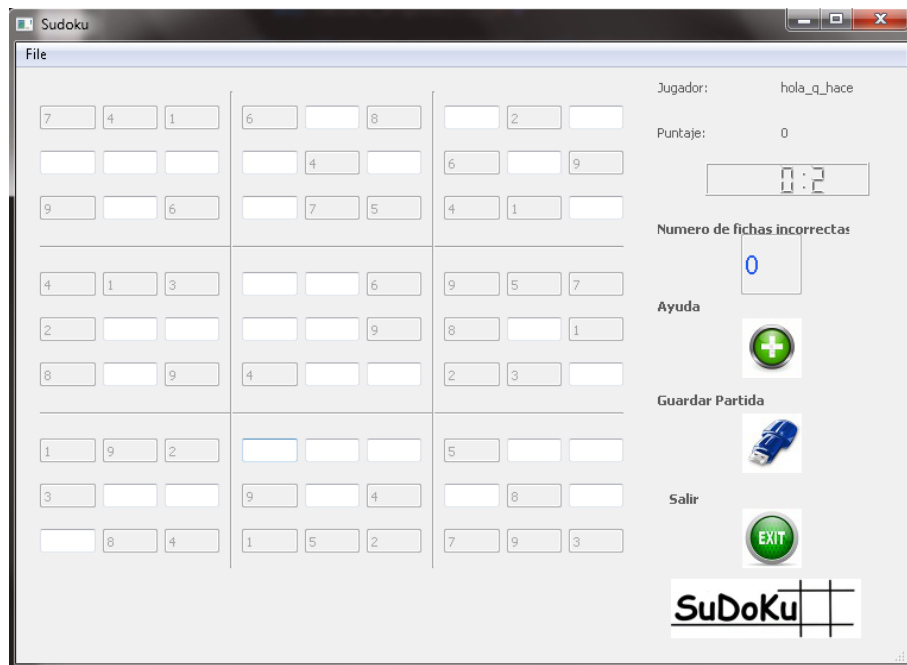 Sudoku
File
Jugador: hola_q_hace
7 4 1 6 8 2
Puntaje: 0
4 6 9
0:2
9 6 7 5 4 1
Numero de fichas incorrectas
0
4 1 3 6 9 5 7
Ayuda
2 9 8 1
8 9 4 2 3
Guardar Partida
1 9 2 5
3 9 4 8
Salir
8 4 1 5 2 7 9 3
EXIT
SuDoKu